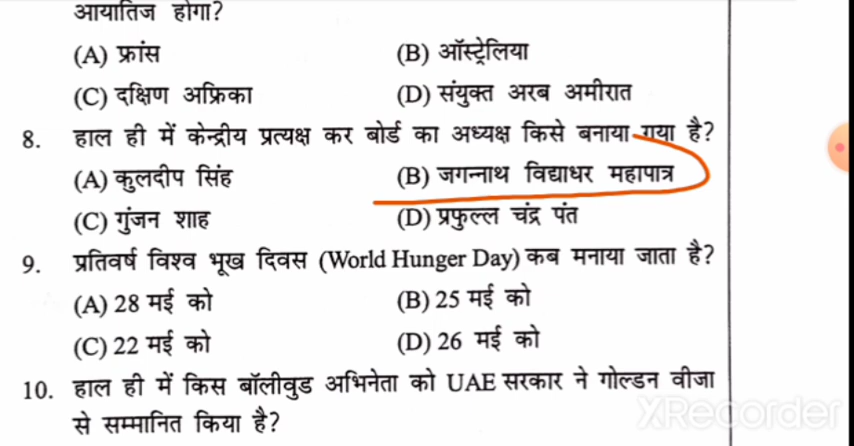 आयोजित होगा?
(A) फ्रांस (B) ऑस्ट्रेलिया
(C) दक्षिण अफ्रिका (D) संयुक्त अरब अमीरात
8. हाल ही में केन्द्रीय प्रत्यक्ष कर बोर्ड का अध्यक्ष किसे बनाया गया है?
(A) कुलदीप सिंह (B) जगन्नाथ विद्याधर महापात्र
(C) गुंजन शाह (D) प्रफुल्ल चंद्र पंत
9. प्रतिवर्ष विश्व भूख दिवस (World Hunger Day) कब मनाया जाता है?
(A) 28 मई को (B) 25 मई को
(C) 22 मई को (D) 26 मई को
10. हाल ही में किस बॉलीवुड अभिनेता को UAE सरकार ने गोल्डन वीजा
से सम्मानित किया है?
XRecorder